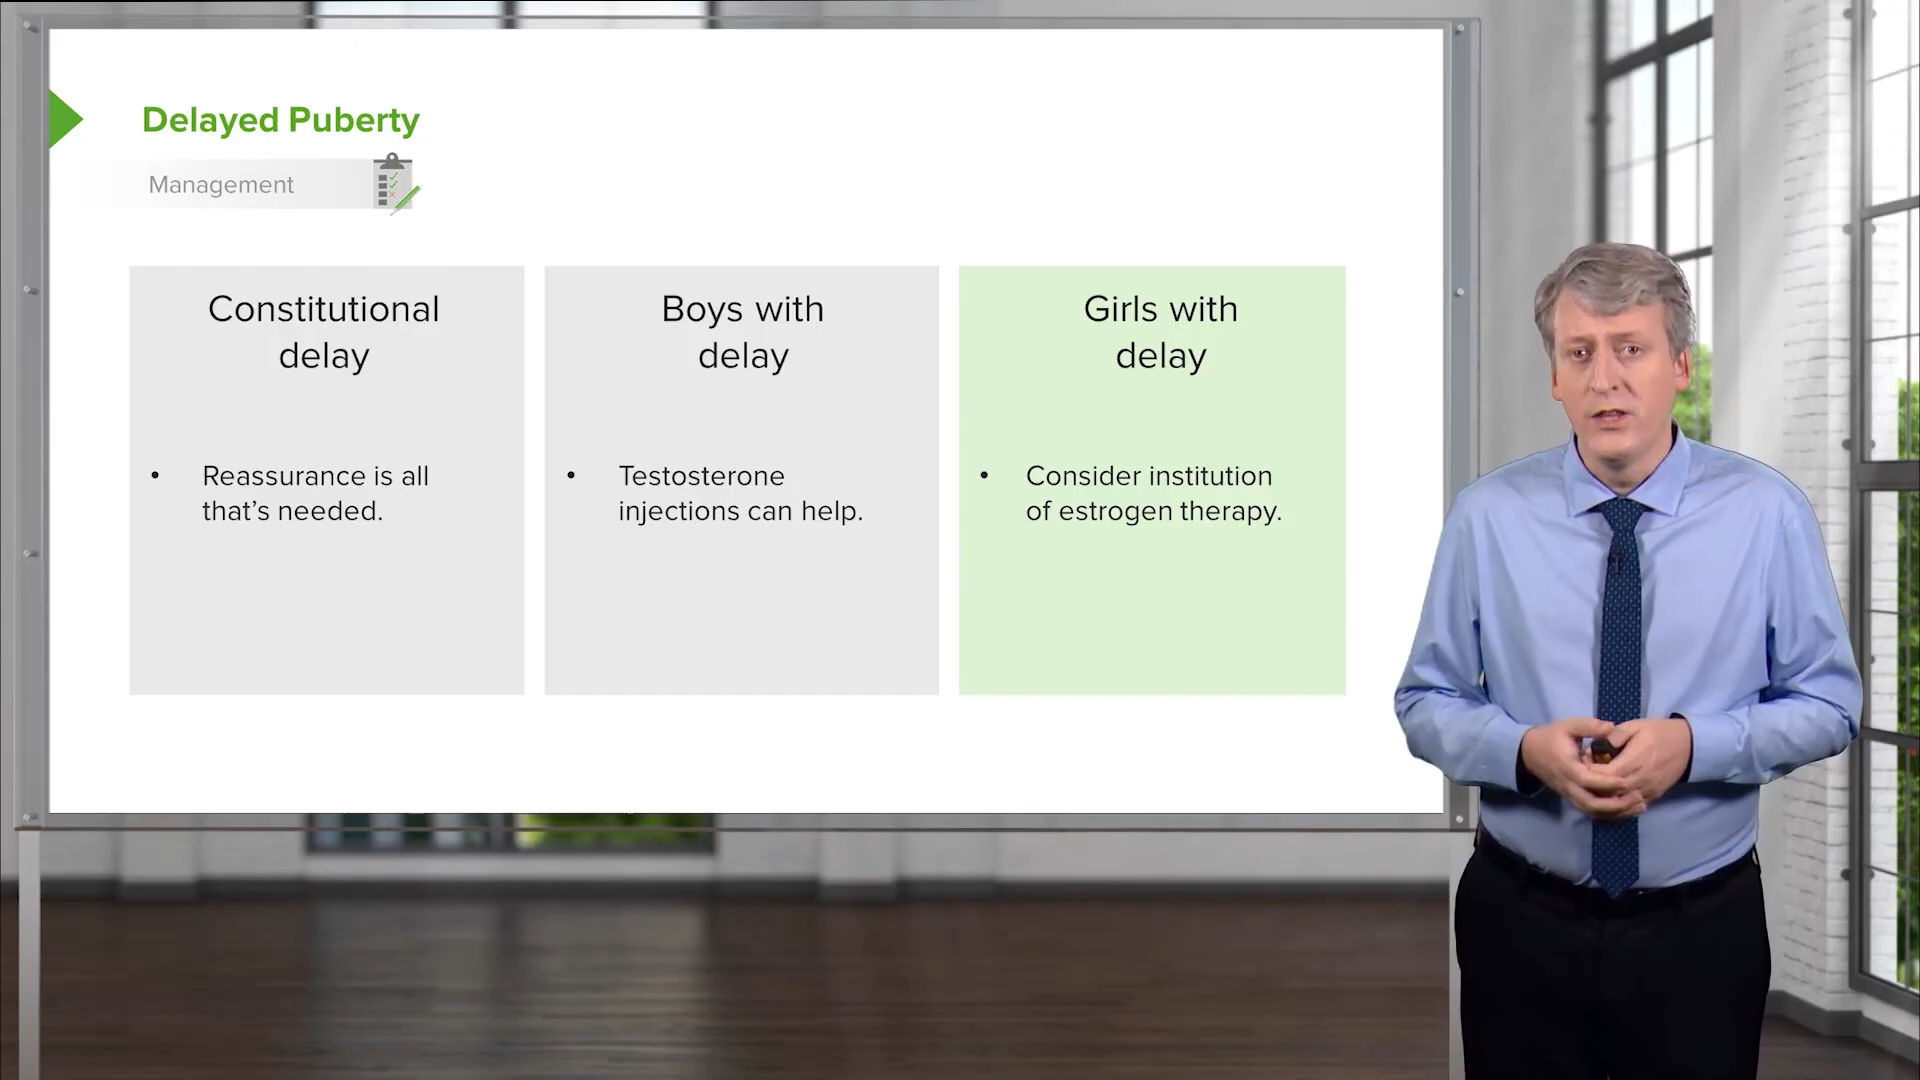 Delayed Puberty
Management
Constitutional
delay
• Reassurance is all
that’s needed.
Boys with
delay
• Testosterone
injections can help.
Girls with
delay
• Consider institution
of estrogen therapy.